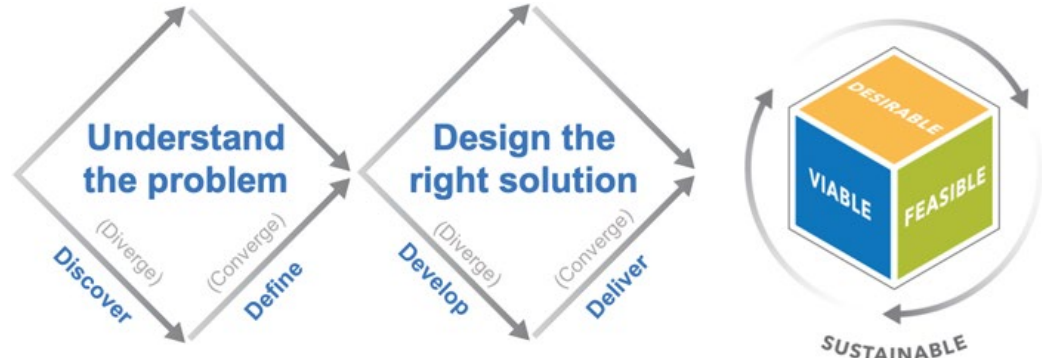 Understand
the problem
(Diverge)
Discover
(Converge)
Define
Design the
right solution
(Diverge)
Develop
(Converge)
Deliver
DESIRABLE
VIABLE
FEASIBLE
SUSTAINABLE